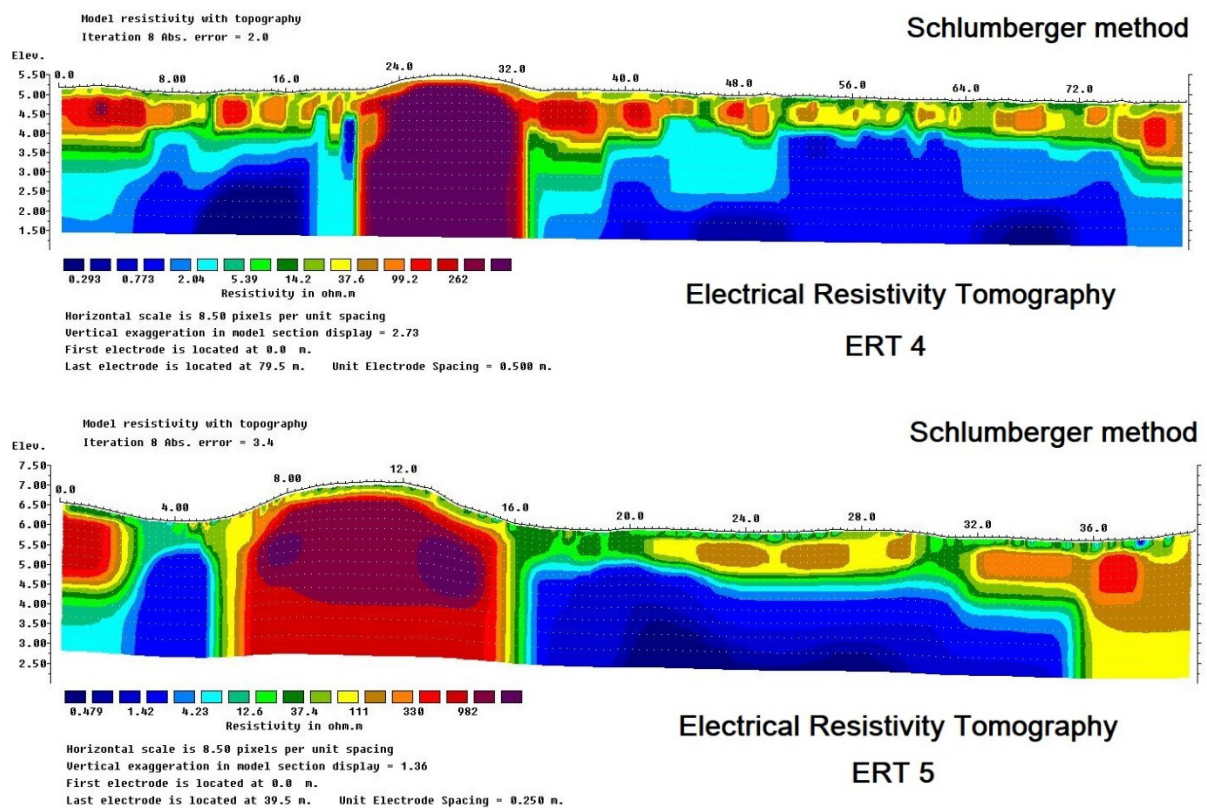 Model resistivity with topography
Iteration 8 Abs. error = 2.0
Schlumberger method
Elev.
5.50
5.00
4.50
4.00
3.50
3.00
2.50
2.00
1.50
0.0 8.00 16.0 24.0 32.0 40.0 48.0 56.0 64.0 72.0
0.293 0.773 2.04 5.39 14.2 37.6 99.2 262
Resistivity in ohm.m
Horizontal scale is 8.50 pixels per unit spacing
Vertical exaggeration in model section display = 2.73
First electrode is located at 0.0 m.
Last electrode is located at 79.5 m. Unit Electrode Spacing = 0.500 m.
Electrical Resistivity Tomography
ERT 4
Model resistivity with topography
Iteration 8 Abs. error = 3.4
Schlumberger method
Elev.
7.50
7.00
6.50
6.00
5.50
5.00
4.50
4.00
3.50
3.00
2.50
0.0 4.00 8.00 12.0 16.0 20.0 24.0 28.0 32.0 36.0
0.479 1.42 4.23 12.6 37.4 111 330 982
Resistivity in ohm.m
Horizontal scale is 8.50 pixels per unit spacing
Vertical exaggeration in model section display = 1.36
First electrode is located at 0.0 m.
Last electrode is located at 39.5 m. Unit Electrode Spacing = 0.250 m.
Electrical Resistivity Tomography
ERT 5